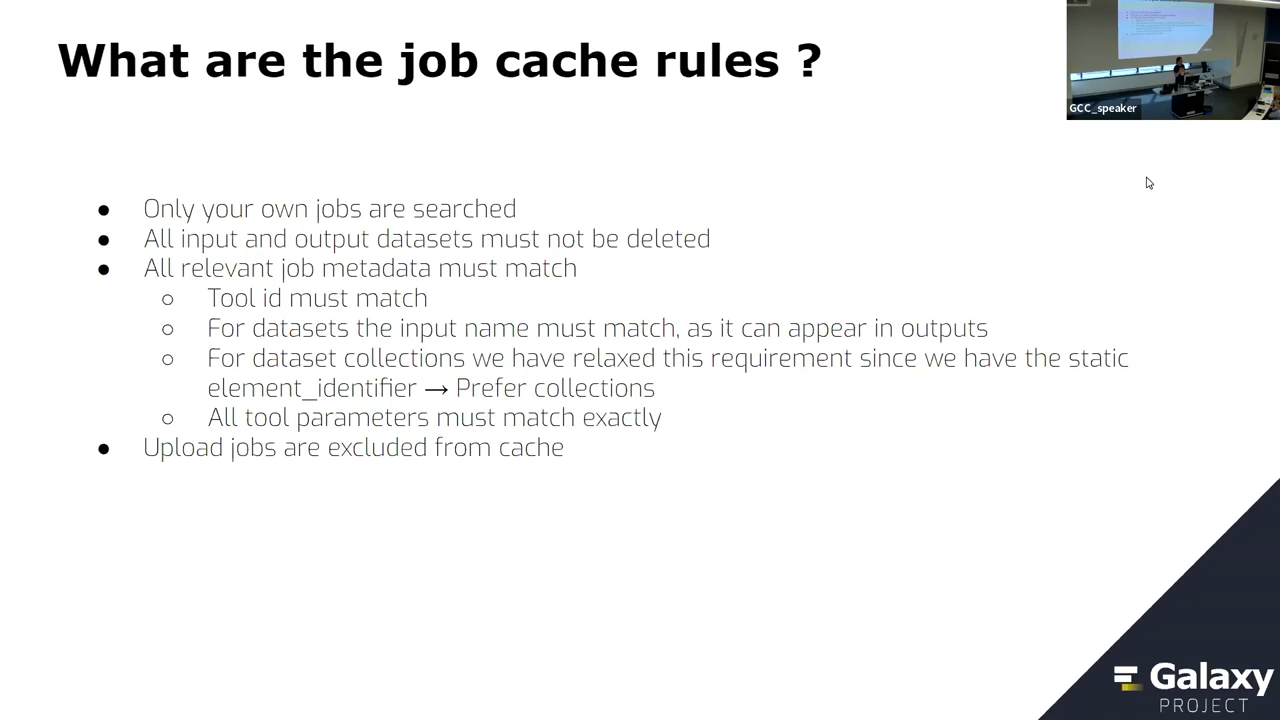 What are the job cache rules ?
GCC_speaker
● Only your own jobs are searched
● All input and output datasets must not be deleted
● All relevant job metadata must match
○ Tool id must match
○ For datasets the input name must match, as it can appear in outputs
○ For dataset collections we have relaxed this requirement since we have the static
element_identifier → Prefer collections
○ All tool parameters must match exactly
● Upload jobs are excluded from cache
Galaxy
PROJECT